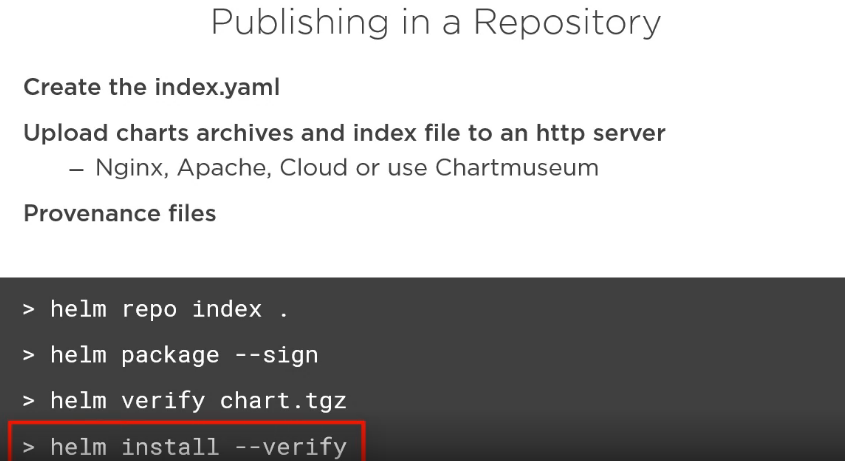 Publishing in a Repository
Create the index.yaml
Upload charts archives and index file to an http server
– Nginx, Apache, Cloud or use Chartmuseum
Provenance files
> helm repo index .
> helm package --sign
> helm verify chart.tgz
> helm install --verify